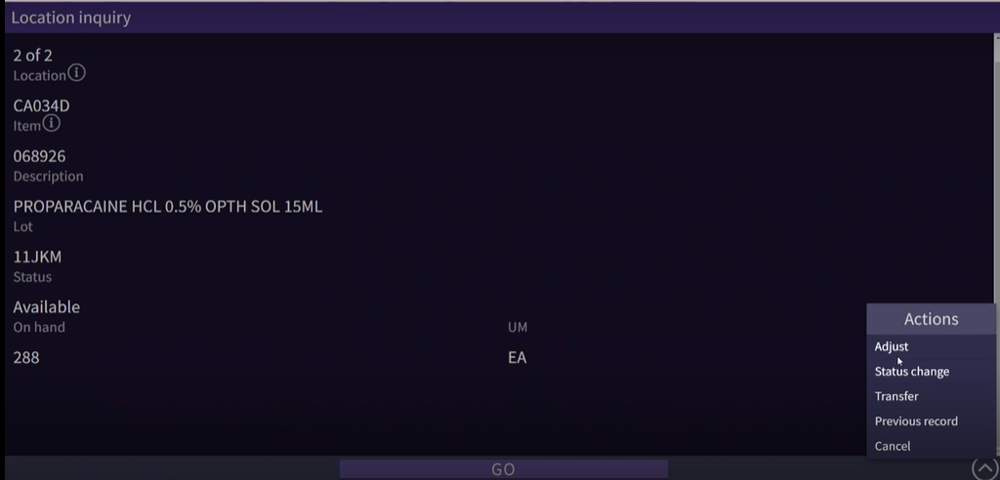 Location inquiry
2 of 2
Location
CA034D
Item
068926
Description
PROPARACAINE HCL 0.5% OPTH SOL 15ML
Lot
11JKM
Status
Available
On hand UM
288 EA
Actions
Adjust
Status change
Transfer
Previous record
Cancel
GO